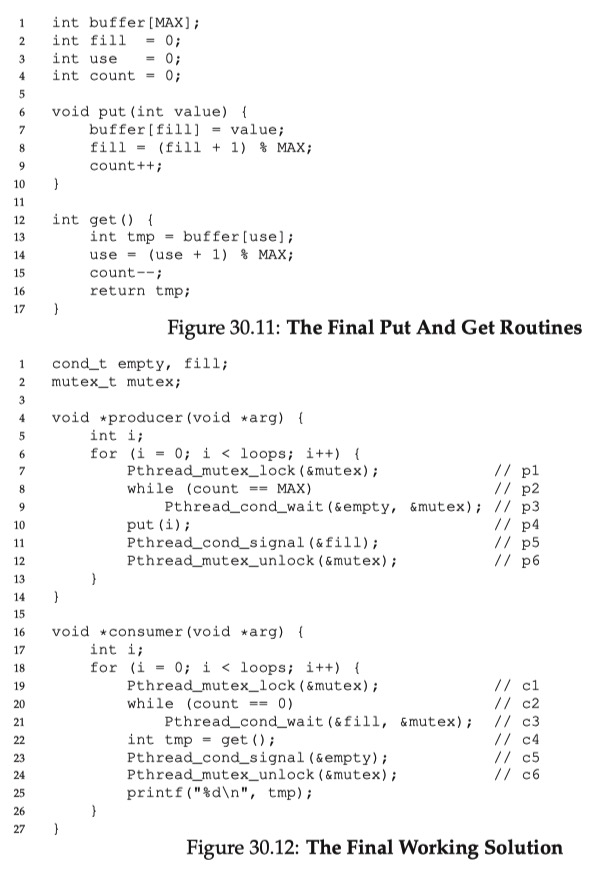 1 int buffer[MAX];
2 int fill = 0;
3 int use = 0;
4 int count = 0;
5
6 void put(int value) {
7 buffer[fill] = value;
8 fill = (fill + 1) % MAX;
9 count++;
10 }
11
12 int get() {
13 int tmp = buffer[use];
14 use = (use + 1) % MAX;
15 count--;
16 return tmp;
17 }
Figure 30.11: The Final Put And Get Routines
1 cond_t empty, fill;
2 mutex_t mutex;
3
4 void *producer(void *arg) {
5 int i;
6 for (i = 0; i < loops; i++) {
7 Pthread_mutex_lock(&mutex); // p1
8 while (count == MAX) // p2
9 Pthread_cond_wait(&empty, &mutex); // p3
10 put(i); // p4
11 Pthread_cond_signal(&fill); // p5
12 Pthread_mutex_unlock(&mutex); // p6
13 }
14 }
15
16 void *consumer(void *arg) {
17 int i;
18 for (i = 0; i < loops; i++) {
19 Pthread_mutex_lock(&mutex); // c1
20 while (count == 0) // c2
21 Pthread_cond_wait(&fill, &mutex); // c3
22 int tmp = get(); // c4
23 Pthread_cond_signal(&empty); // c5
24 Pthread_mutex_unlock(&mutex); // c6
25 printf("%d\n", tmp);
26 }
27 }
Figure 30.12: The Final Working Solution